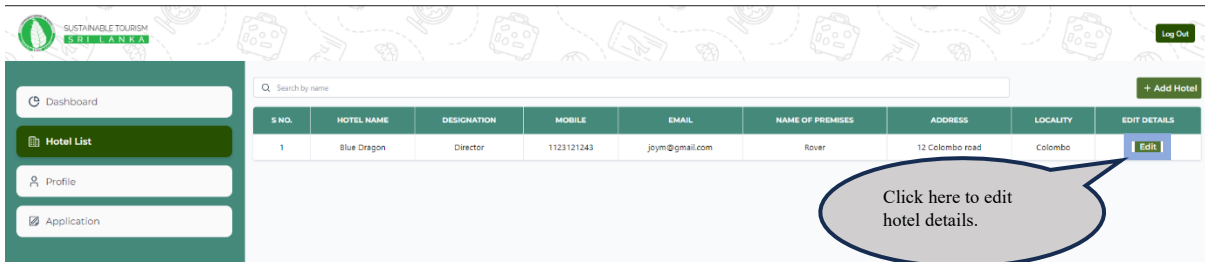 SUSTAINABLE TOURISM
SRI LANKA
Log Out
Dashboard
Hotel List
Profile
Application
Search by name
+ Add Hotel
S NO. HOTEL NAME DESIGNATION MOBILE EMAIL NAME OF PREMISES ADDRESS LOCALITY EDIT DETAILS
1 Blue Dragon Director 1123121243 joym@gmail.com Rover 12 Colombo road Colombo Edit
Click here to edit
hotel details.